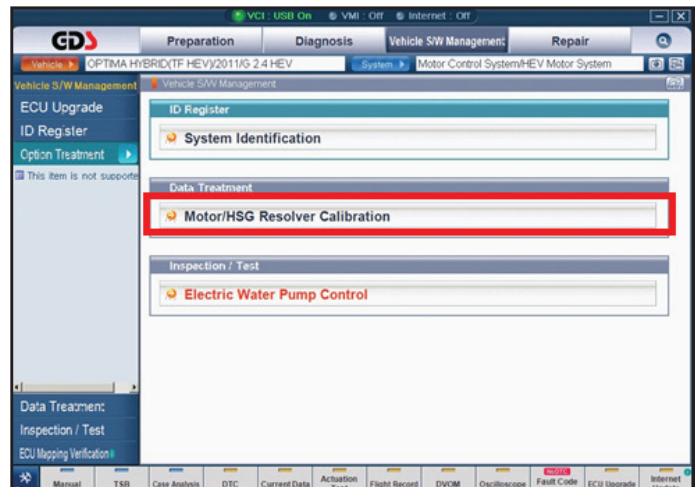 VCI : USB On VMI : Off Internet : Off
GDS Preparation Diagnosis Vehicle S/W Management Repair
Vehicle OPTIMA HYBRID(TF HEV)/2011/G 2.4 HEV System Motor Control System/HEV Motor System
Vehicle S/W Management
Vehicle S/W Management
ECU Upgrade
ID Register
Option Treatment
This item is not supporte
ID Register
System Identification
Data Treatment
Motor/HSG Resolver Calibration
Inspection / Test
Electric Water Pump Control
Data Treatment
Inspection / Test
ECU Mapping Verification
Manual TSB Case Analysis DTC Current Data Actuation Test Flight Record DVOM Oscilloscope No DTC Fault Code ECU Upgrade Internet Update